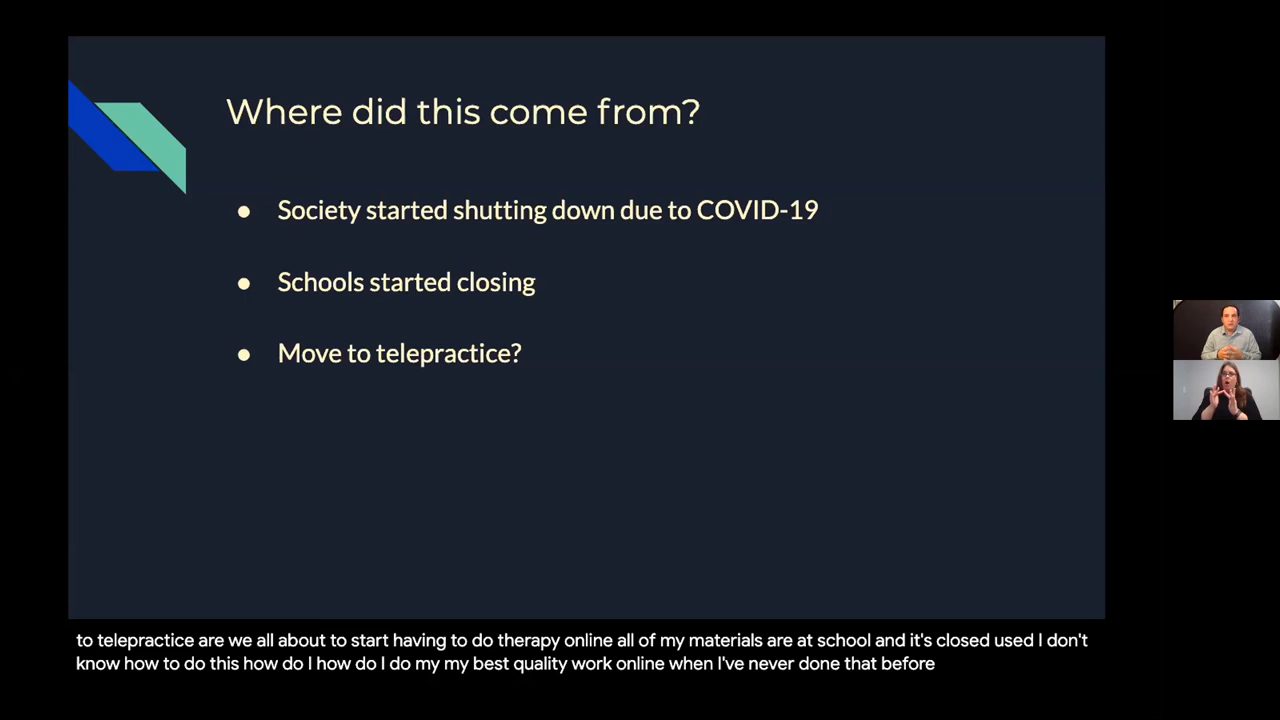 Where did this come from?
● Society started shutting down due to COVID-19
● Schools started closing
● Move to telepractice?
to telepractice are we all about to start having to do therapy online all of my materials are at school and it's closed used I don't
know how to do this how do I how do I do my my best quality work online when I've never done that before